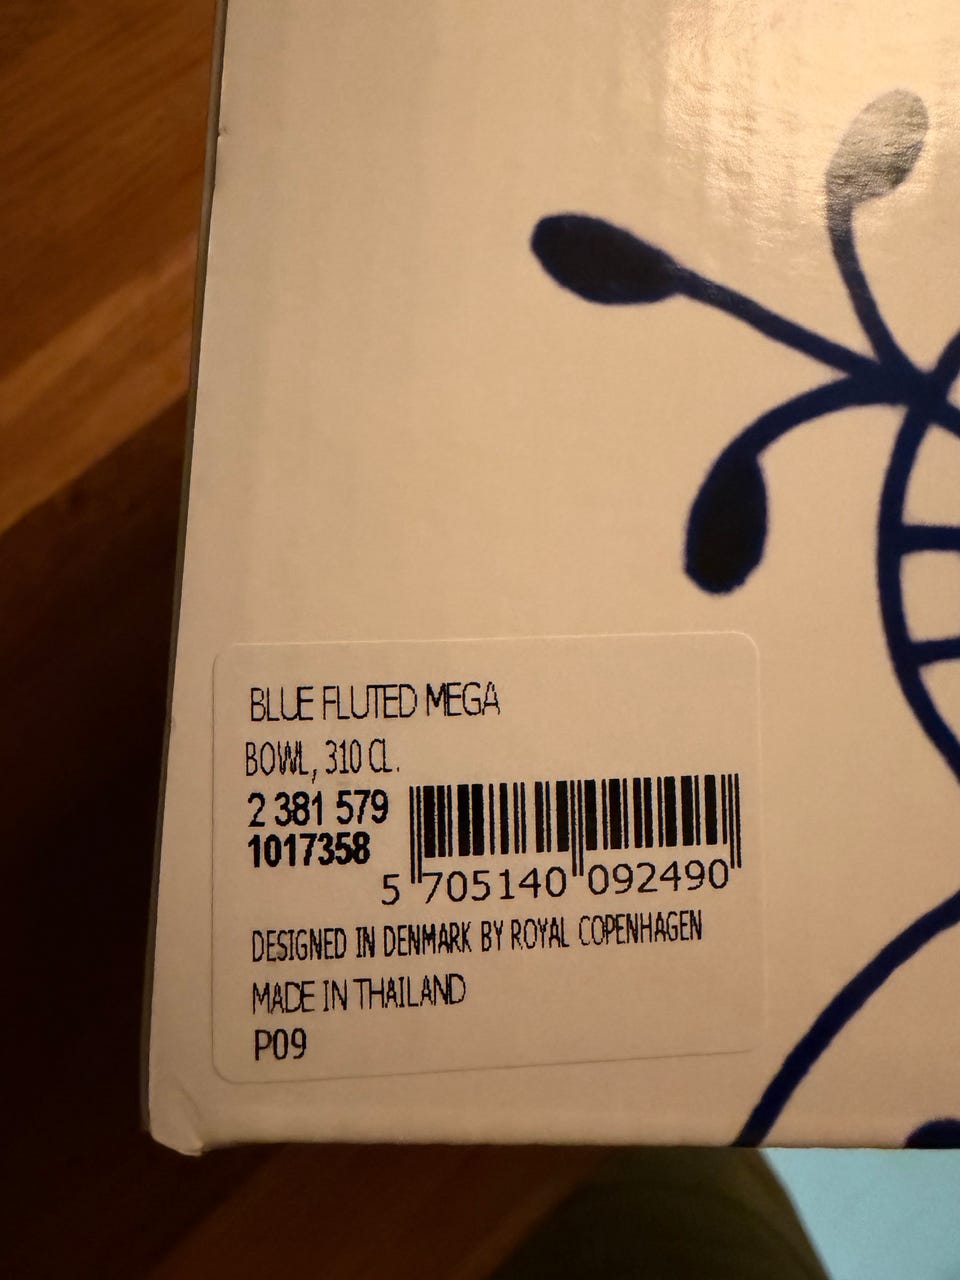 BLUE FLUTED MEGA
BOWL, 310 CL.
2 381 579
1017358
5 705140 092490
DESIGNED IN DENMARK BY ROYAL COPENHAGEN
MADE IN THAILAND
P09